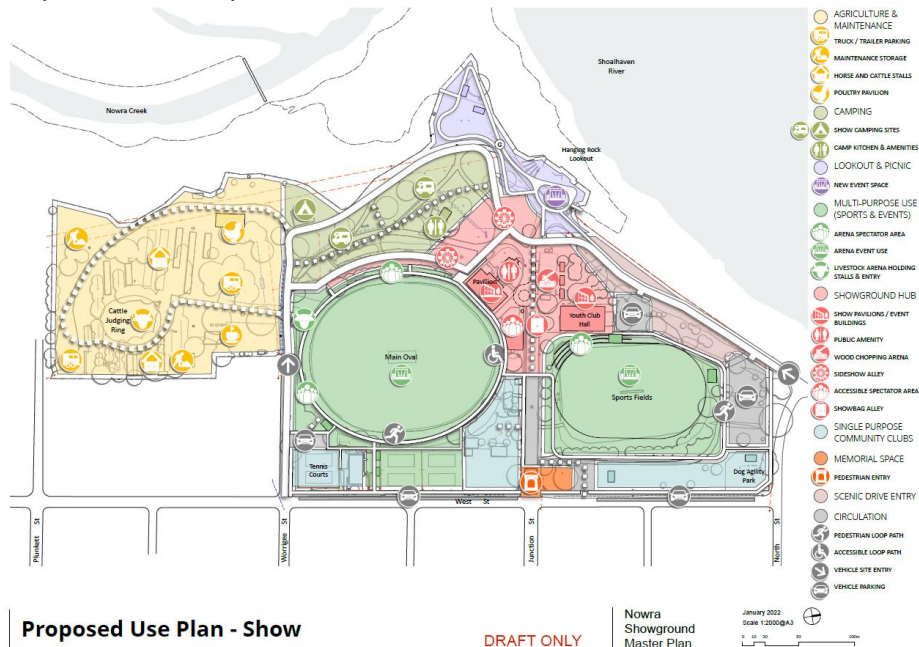 Nowra Creek
Shoalhaven
River
Hanging Rock
Lookout
G
Cattle
Judging
Ring
Pavilion
Youth Club
Hall
Main Oval
Sports Fields
Tennis
Courts
Dog Agility
Park
West St
Plunkett St
Worrigee St
Junction St
North St
AGRICULTURE &
MAINTENANCE
TRUCK / TRAILER PARKING
MAINTENANCE STORAGE
HORSE AND CATTLE STALLS
POULTRY PAVILION
CAMPING
SHOW CAMPING SITES
CAMP KITCHEN & AMENITIES
LOOKOUT & PICNIC
NEW EVENT SPACE
MULTI-PURPOSE USE
(SPORTS & EVENTS)
ARENA SPECTATOR AREA
ARENA EVENT USE
LIVESTOCK ARENA HOLDING
STALLS & ENTRY
SHOWGROUND HUB
SHOW PAVILIONS / EVENT
BUILDINGS
PUBLIC AMENITY
WOOD CHOPPING ARENA
SIDESHOW ALLEY
ACCESSIBLE SPECTATOR AREA
SHOWBAG ALLEY
SINGLE PURPOSE
COMMUNITY CLUBS
MEMORIAL SPACE
PEDESTRIAN ENTRY
SCENIC DRIVE ENTRY
CIRCULATION
PEDESTRIAN LOOP PATH
ACCESSIBLE LOOP PATH
VEHICLE SITE ENTRY
VEHICLE PARKING
Proposed Use Plan - Show
DRAFT ONLY
Nowra
Showground
Master Plan
January 2022
Scale 1:2000@A3
0 10 20 50 100m